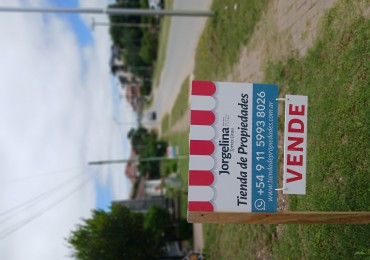 Jorgelina
Tienda de Propiedades
+54 9 11 5993 8026
www.tiendadepropiedades.com.ar
VENDE